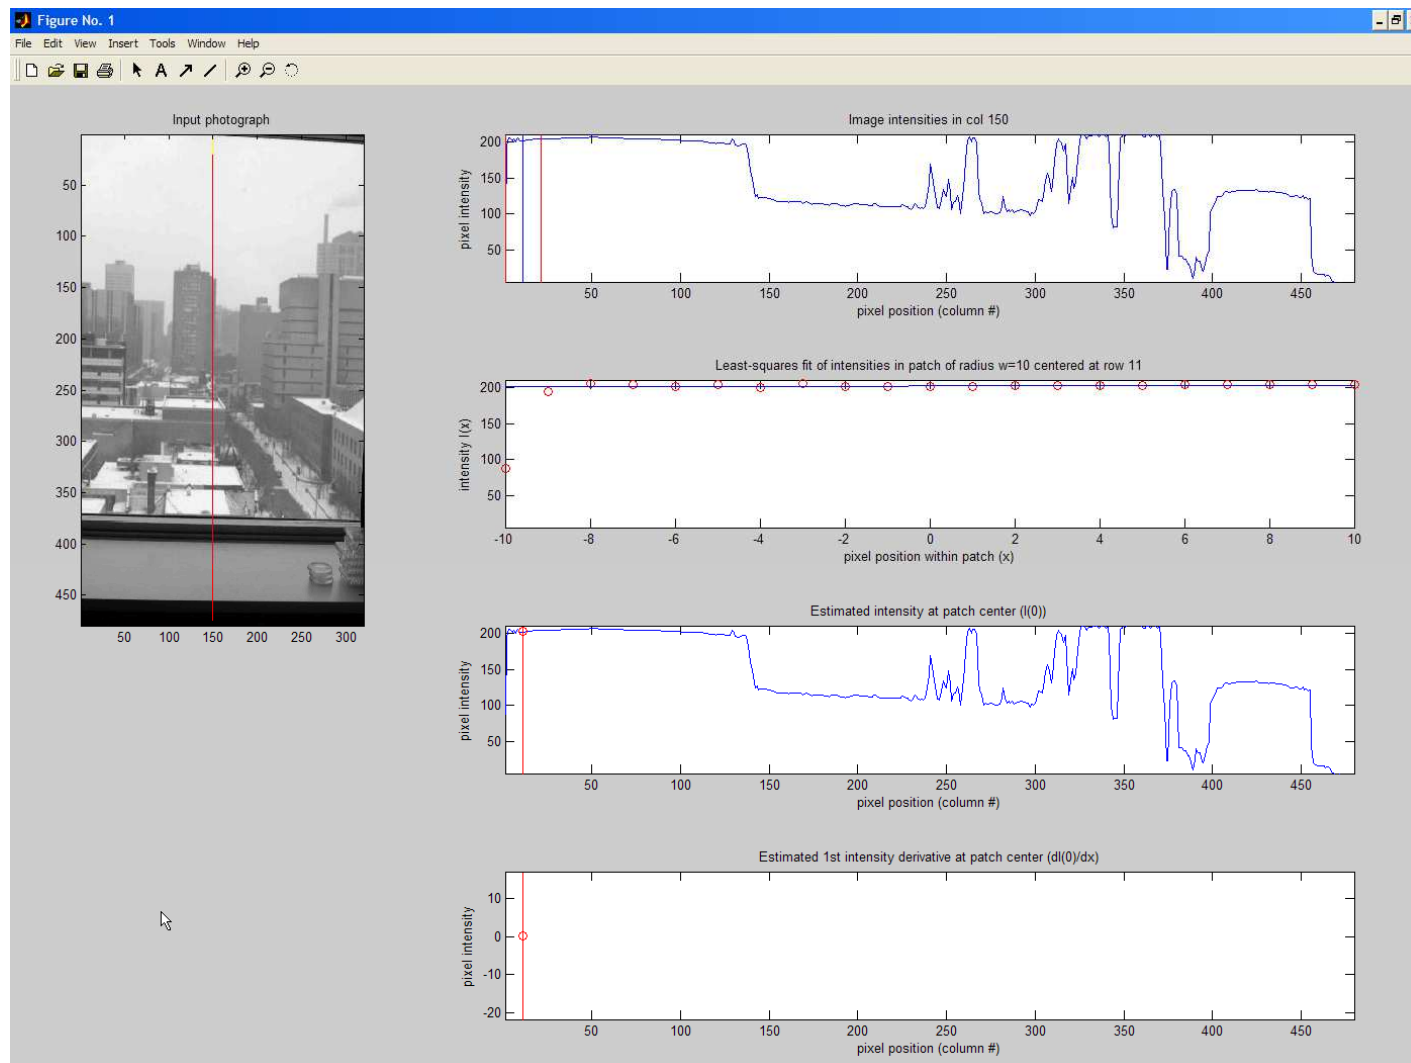 Figure No. 1
File Edit View Insert Tools Window Help
Input photograph
50
100
150
200
250
300
350
400
450
50 100 150 200 250 300
Image intensities in col 150
pixel intensity
200
150
100
50
50 100 150 200 250 300 350 400 450
pixel position (column #)
Least-squares fit of intensities in patch of radius w=10 centered at row 11
intensity I(x)
200
150
100
50
-10 -8 -6 -4 -2 0 2 4 6 8 10
pixel position within patch (x)
Estimated intensity at patch center (I(0))
pixel intensity
200
150
100
50
50 100 150 200 250 300 350 400 450
pixel position (column #)
Estimated 1st intensity derivative at patch center (dI(0)/dx)
pixel intensity
10
0
-10
-20
50 100 150 200 250 300 350 400 450
pixel position (column #)